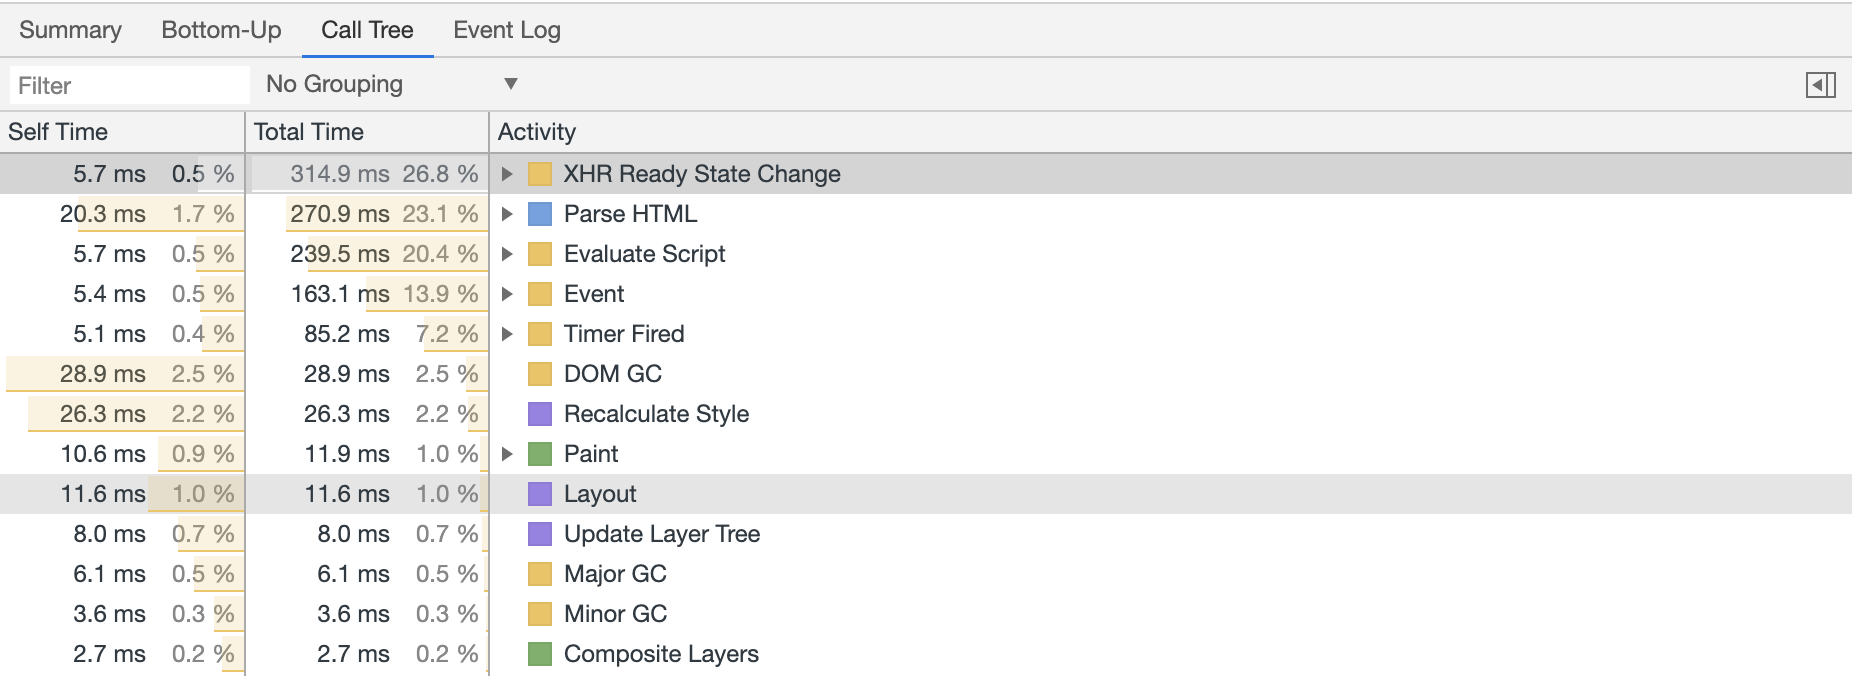 Summary Bottom-Up Call Tree Event Log
Filter No Grouping
Self Time Total Time Activity
5.7 ms 0.5 % 314.9 ms 26.8 % XHR Ready State Change
20.3 ms 1.7 % 270.9 ms 23.1 % Parse HTML
5.7 ms 0.5 % 239.5 ms 20.4 % Evaluate Script
5.4 ms 0.5 % 163.1 ms 13.9 % Event
5.1 ms 0.4 % 85.2 ms 7.2 % Timer Fired
28.9 ms 2.5 % 28.9 ms 2.5 % DOM GC
26.3 ms 2.2 % 26.3 ms 2.2 % Recalculate Style
10.6 ms 0.9 % 11.9 ms 1.0 % Paint
11.6 ms 1.0 % 11.6 ms 1.0 % Layout
8.0 ms 0.7 % 8.0 ms 0.7 % Update Layer Tree
6.1 ms 0.5 % 6.1 ms 0.5 % Major GC
3.6 ms 0.3 % 3.6 ms 0.3 % Minor GC
2.7 ms 0.2 % 2.7 ms 0.2 % Composite Layers